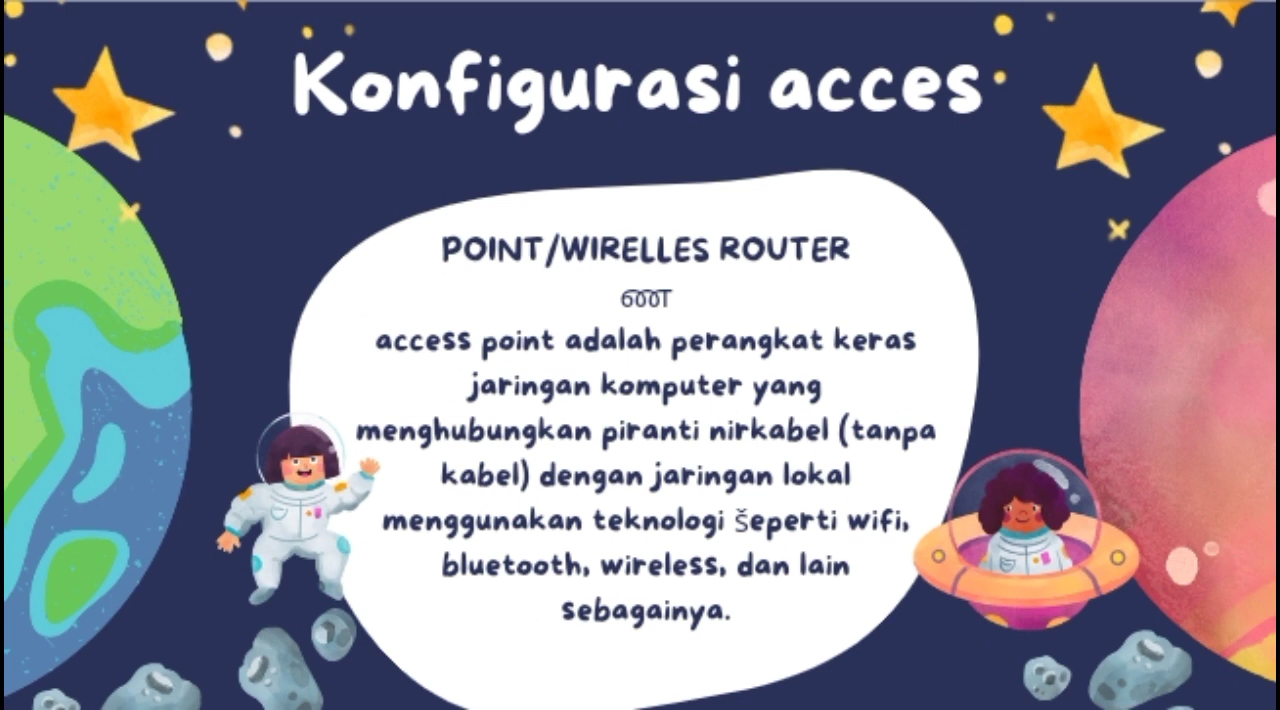 Konfigurasi acces
POINT/WIRELLES ROUTER
access point adalah perangkat keras
jaringan komputer yang
menghubungkan piranti nirkabel (tanpa
kabel) dengan jaringan lokal
menggunakan teknologi šeperti wifi,
bluetooth, wireless, dan lain
sebagainya.